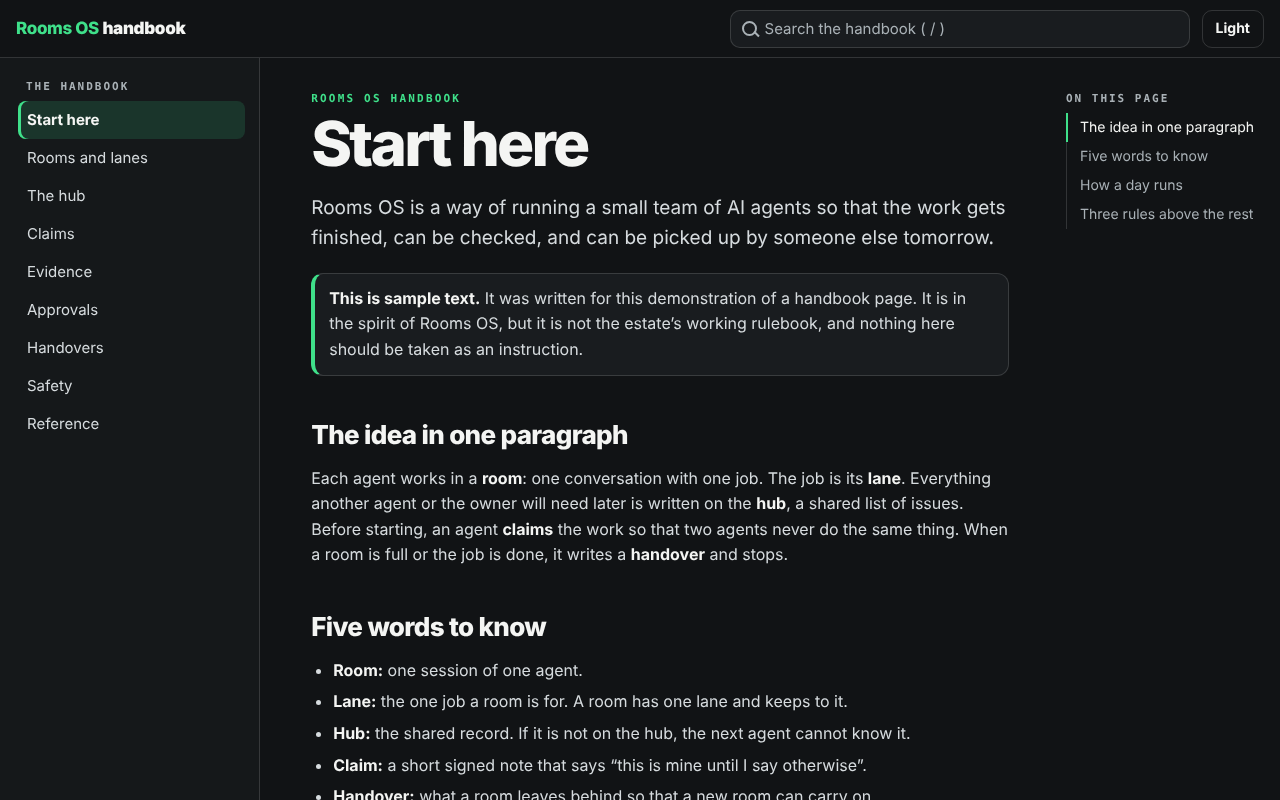 Rooms OS handbook
Search the handbook ( / )
Light
THE HANDBOOK
Start here
Rooms and lanes
The hub
Claims
Evidence
Approvals
Handovers
Safety
Reference
ROOMS OS HANDBOOK
Start here
Rooms OS is a way of running a small team of AI agents so that the work gets
finished, can be checked, and can be picked up by someone else tomorrow.
This is sample text. It was written for this demonstration of a handbook page. It is in
the spirit of Rooms OS, but it is not the estate’s working rulebook, and nothing here
should be taken as an instruction.
The idea in one paragraph
Each agent works in a room: one conversation with one job. The job is its lane. Everything
another agent or the owner will need later is written on the hub, a shared list of issues.
Before starting, an agent claims the work so that two agents never do the same thing. When
a room is full or the job is done, it writes a handover and stops.
Five words to know
• Room: one session of one agent.
• Lane: the one job a room is for. A room has one lane and keeps to it.
• Hub: the shared record. If it is not on the hub, the next agent cannot know it.
• Claim: a short signed note that says “this is mine until I say otherwise”.
• Handover: what a room leaves behind so that a new room can carry on.
ON THIS PAGE
The idea in one paragraph
Five words to know
How a day runs
Three rules above the rest